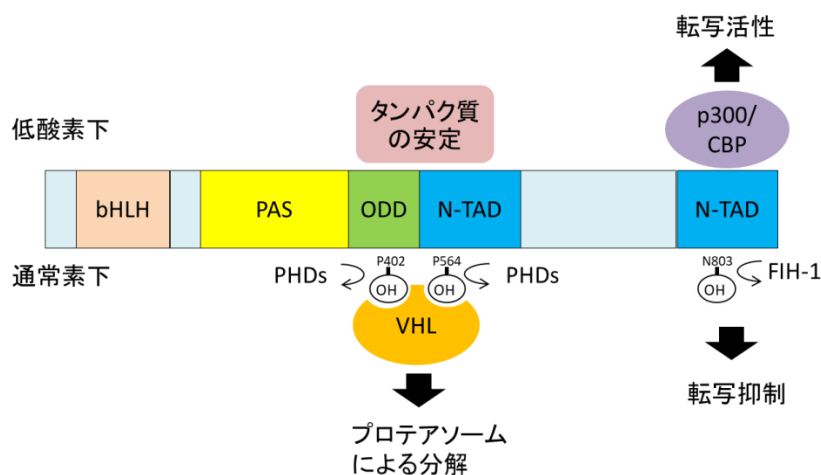 転写活性
タンパク質
の安定
p300/
CBP
低酸素下
bHLH
PAS
ODD
N-TAD
N-TAD
通常素下
PHDs
P402
OH
P564
OH
PHDs
N803
OH
FIH-1
VHL
転写抑制
プロテアソーム
による分解